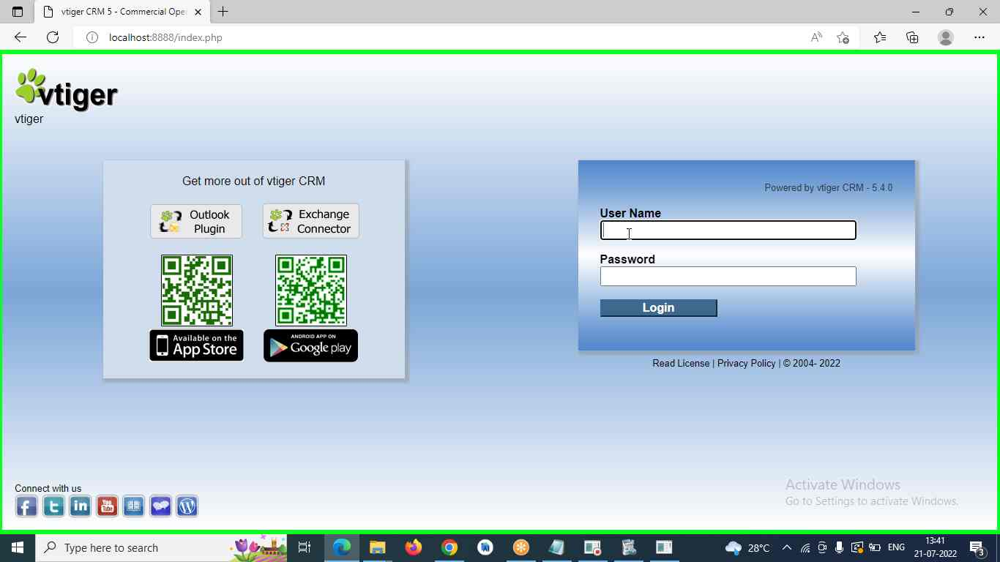 vtiger CRM 5 - Commercial Ope
localhost:8888/index.php
vtiger
vtiger
Get more out of vtiger CRM
Outlook
Plugin
Exchange
Connector
Available on the
App Store
ANDROID APP ON
Google play
Powered by vtiger CRM - 5.4.0
User Name
Password
Login
Read License | Privacy Policy | © 2004- 2022
Connect with us
You
Tube
Activate Windows
Go to Settings to activate Windows.
Type here to search
28°C
ENG
13:41
21-07-2022
3